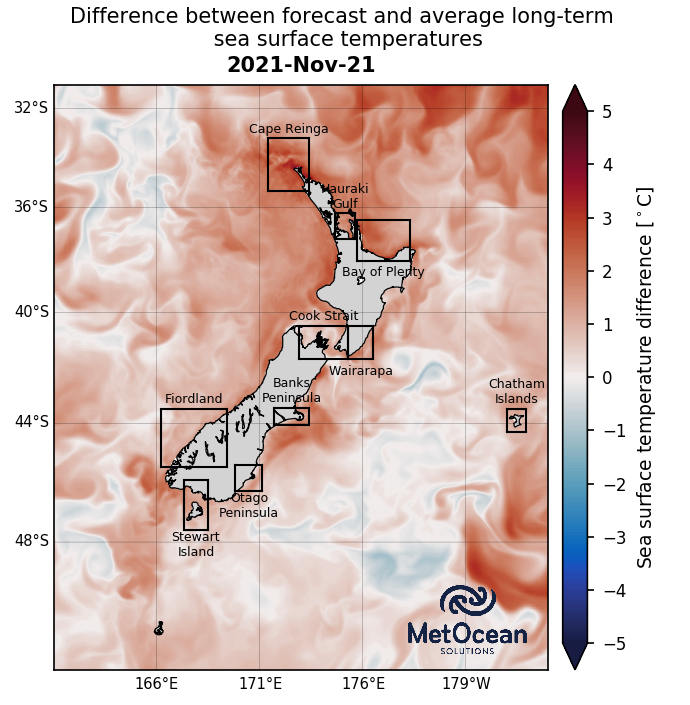 Difference between forecast and average long-term
sea surface temperatures
2021-Nov-21
32°S
36°S
40°S
44°S
48°S
Cape Reinga
Hauraki
Gulf
Bay of Plenty
Cook Strait
Wairarapa
Banks
Peninsula
Fiordland
Chatham
Islands
Otago
Peninsula
Stewart
Island
MetOcean
SOLUTIONS
166°E
171°E
176°E
179°W
5
4
3
2
1
0
−1
−2
−3
−4
−5
Sea surface temperature difference [°C]